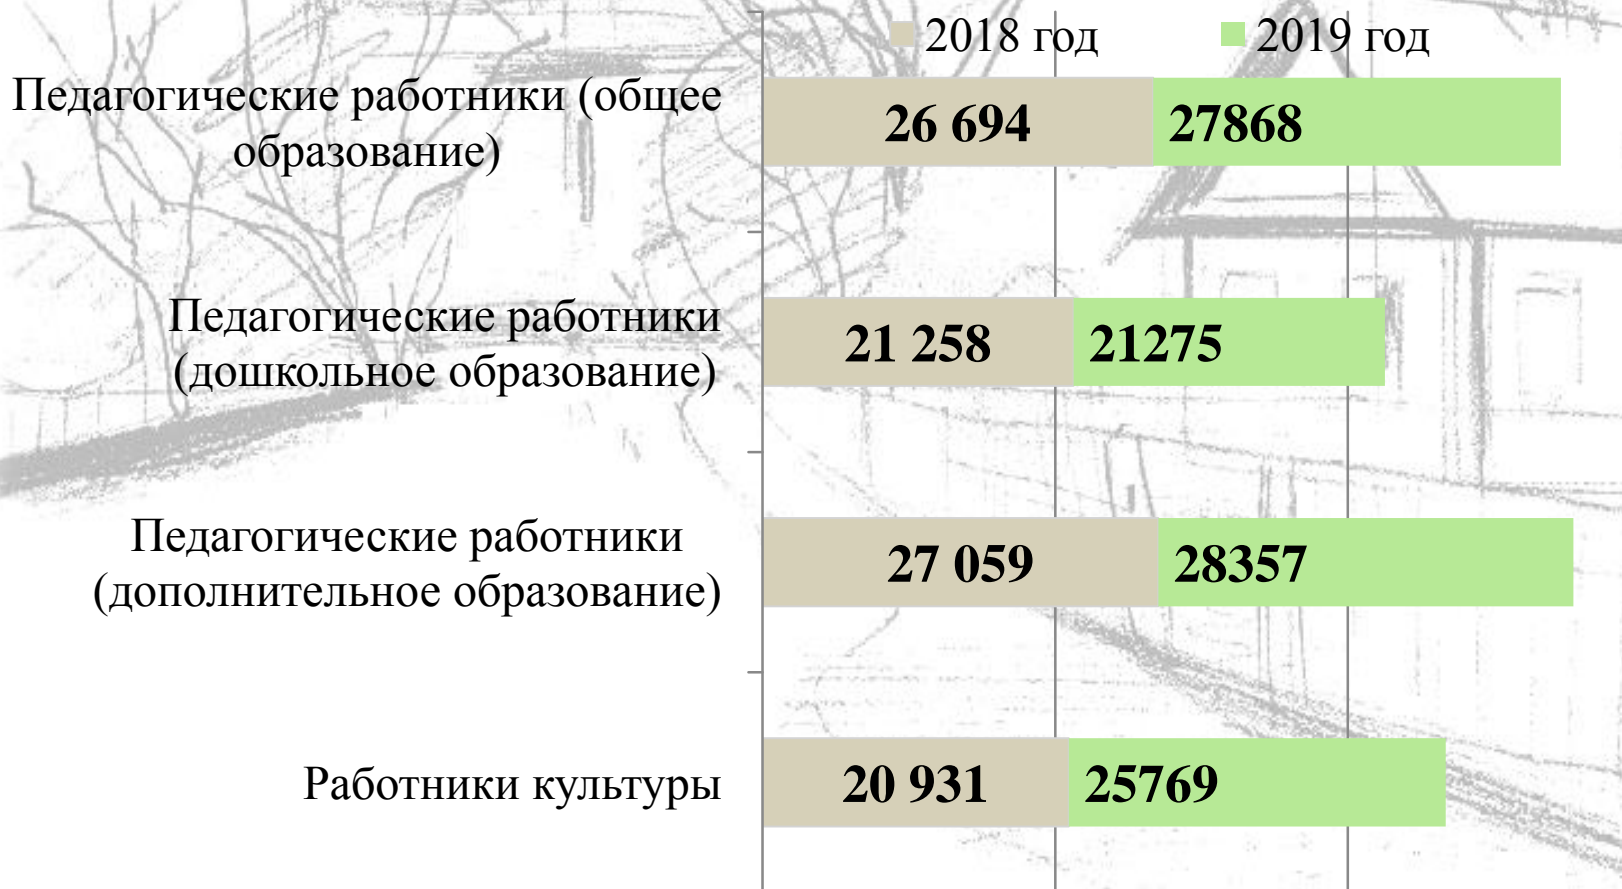 2018 год 2019 год
Педагогические работники (общее
образование)
26 694 27868
Педагогические работники
(дошкольное образование)
21 258 21275
Педагогические работники
(дополнительное образование)
27 059 28357
Работники культуры
20 931 25769